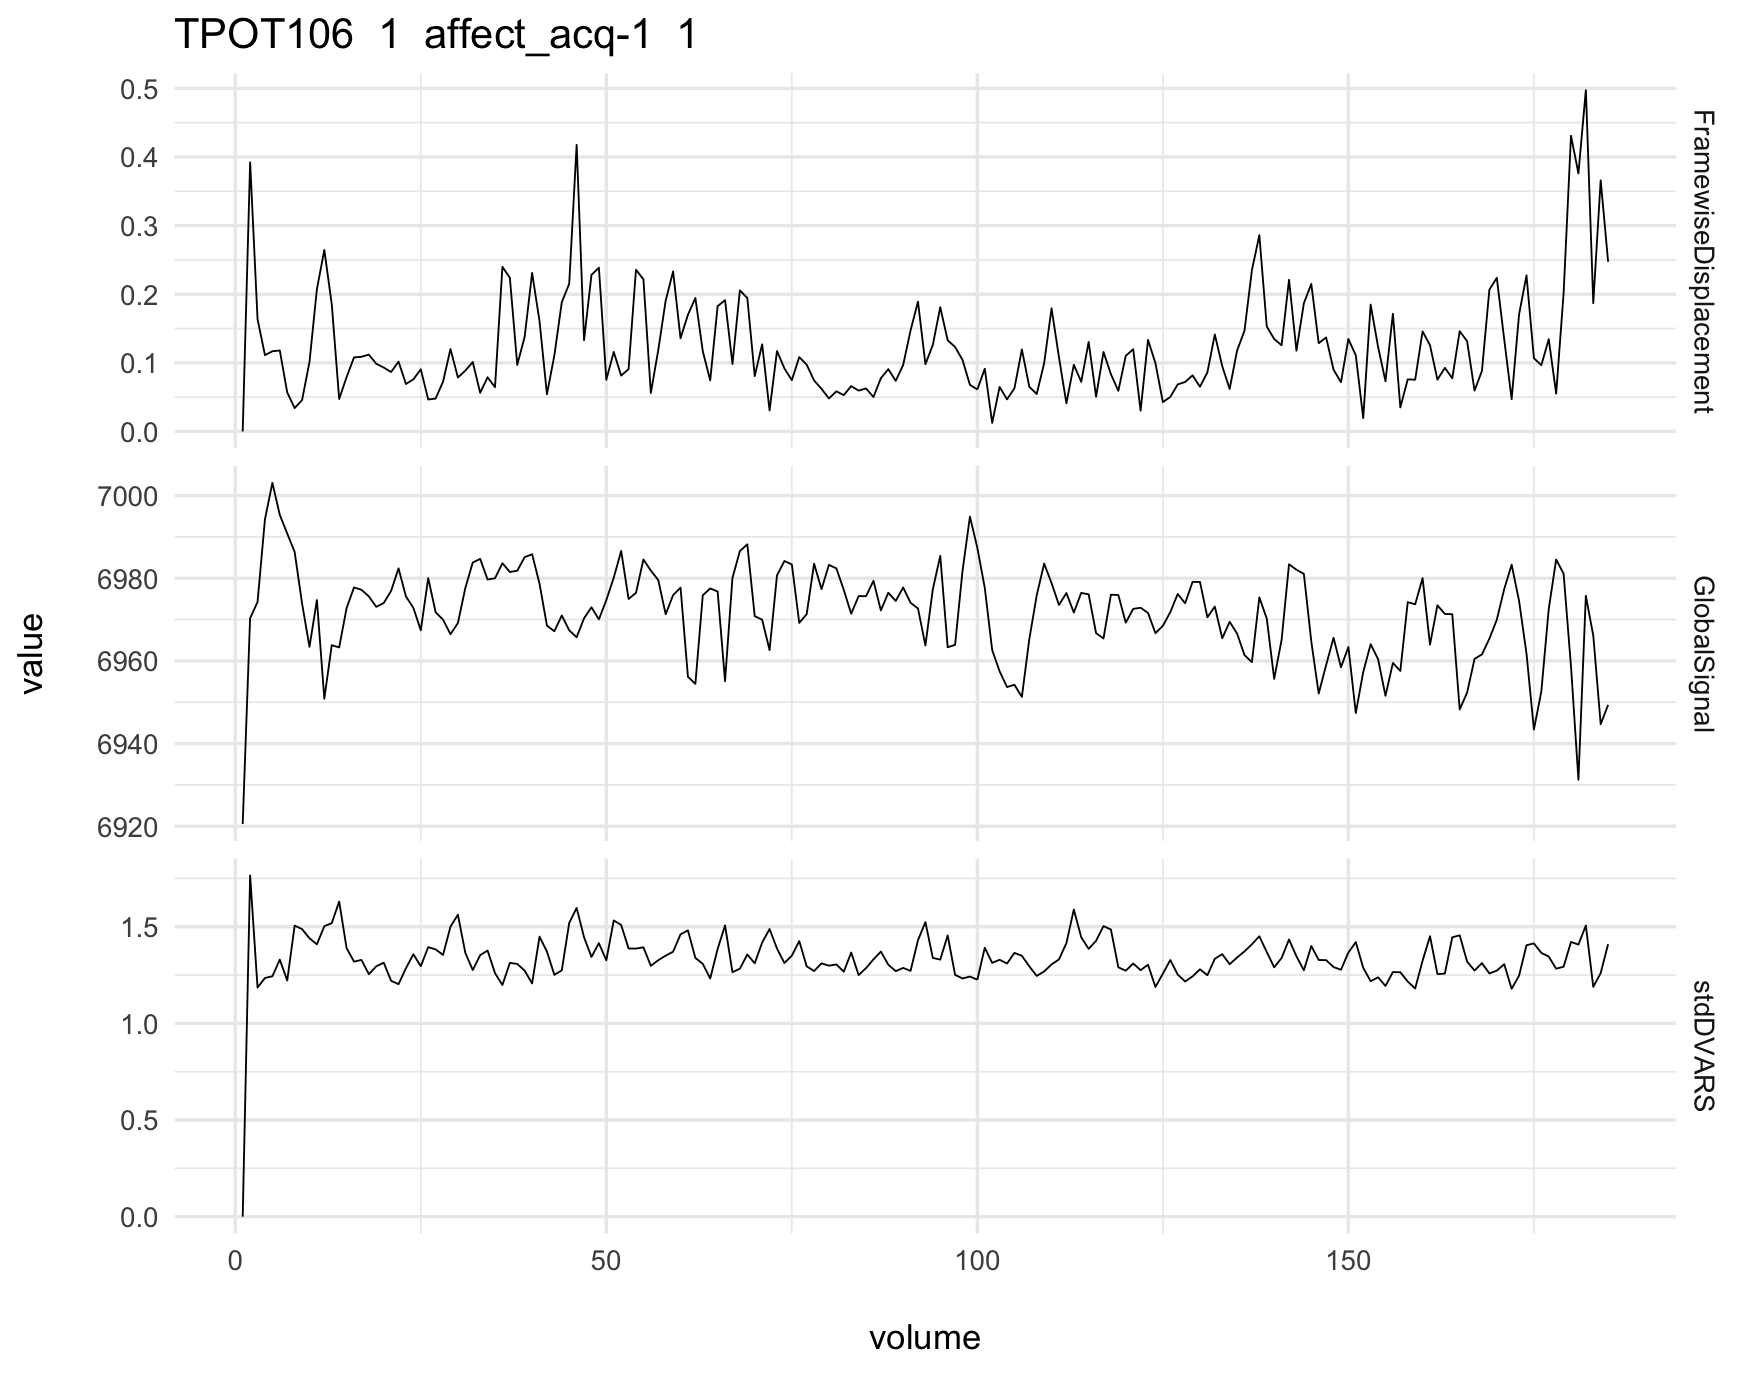 TPOT106 1 affect_acq-1 1
0.5
0.4
0.3
0.2
0.1
0.0
FramewiseDisplacement
7000
6980
6960
6940
6920
GlobalSignal
value
1.5
1.0
0.5
0.0
stdDVARS
0 50 100 150
volume